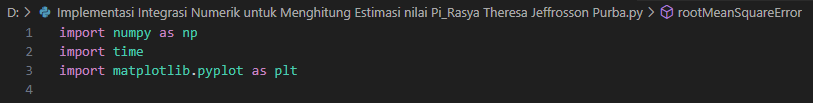 D: > Implementasi Integrasi Numerik untuk Menghitung Estimasi nilai Pi_Rasya Theresa Jeffrosson Purba.py > rootMeanSquareError
1 import numpy as np
2 import time
3 import matplotlib.pyplot as plt
4